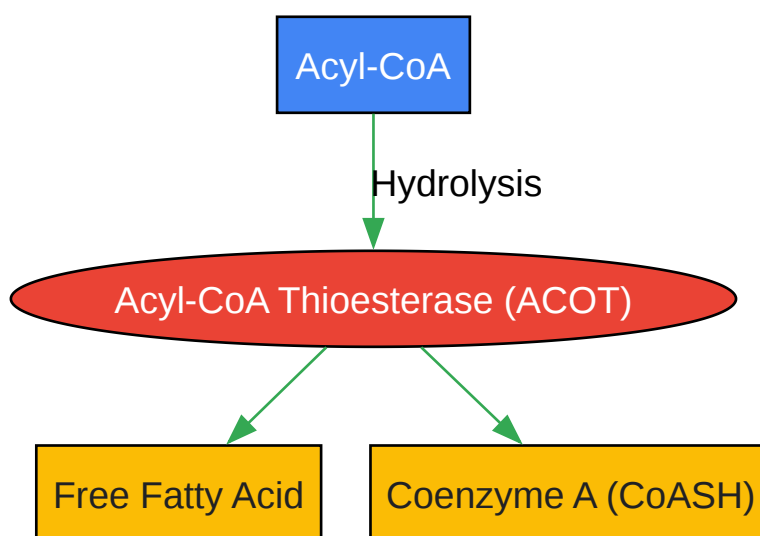 Acyl-CoA
Hydrolysis
Acyl-CoA Thioesterase (ACOT)
Free Fatty Acid
Coenzyme A (CoASH)